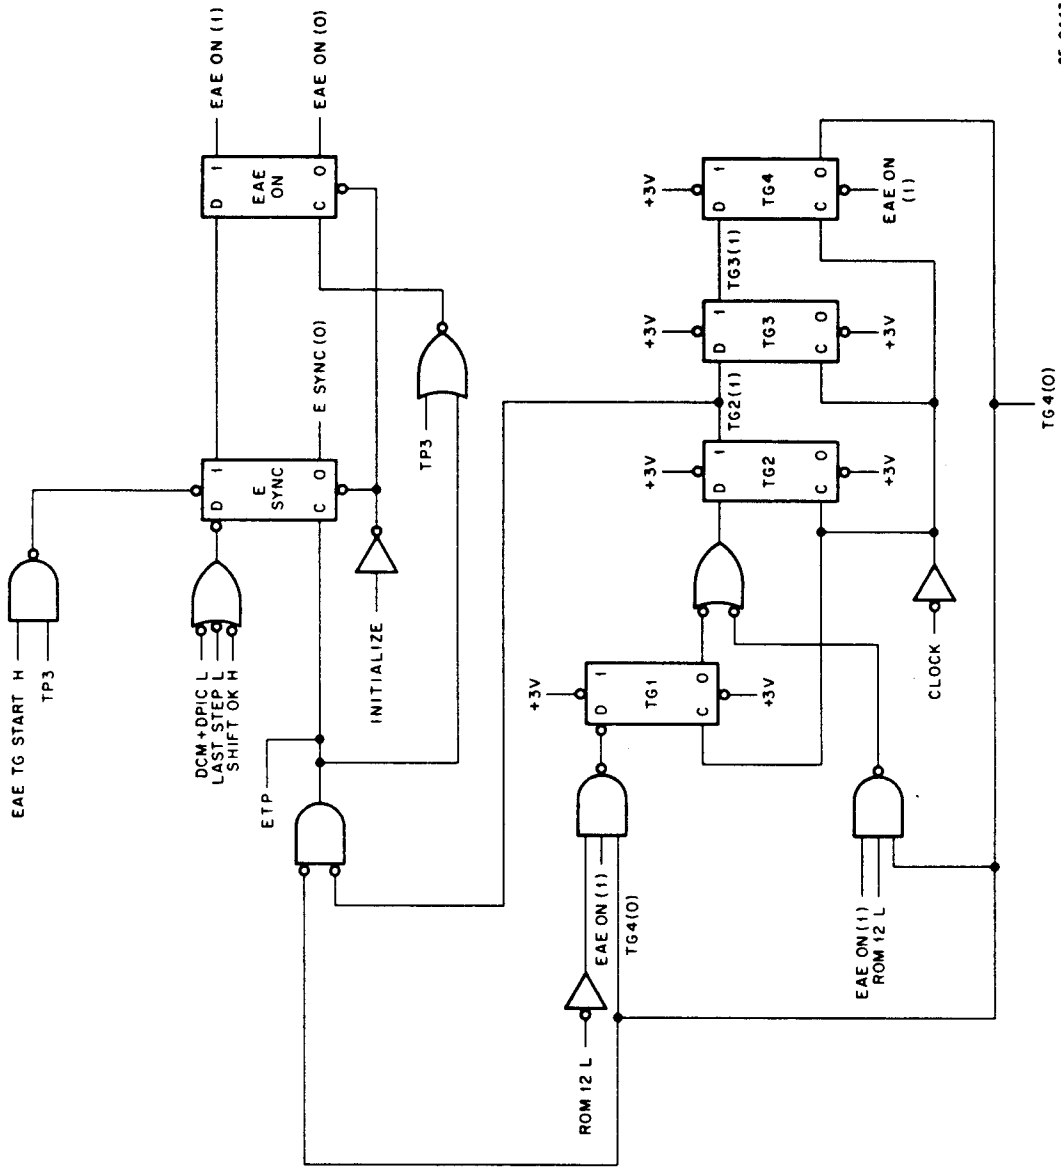 EAE TG START H
TP3
DCM + DPIC L
LAST STEP L
SHIFT OK H
ETP
INITIALIZE
D 1
E
SYNC
C 0
E SYNC (0)
TP3
D 1
EAE
ON
C 0
EAE ON (1)
EAE ON (0)
ROM 12 L
EAE ON (1)
TG4(0)
+3V
D 1
TG1
C 0
+3V
EAE ON (1)
ROM 12 L
CLOCK
+3V
D 1
TG2
C 0
+3V
TG2(1)
+3V
D 1
TG3
C 0
+3V
TG3(1)
+3V
D 1
TG4
C 0
EAE ON
(1)
TG4(0)